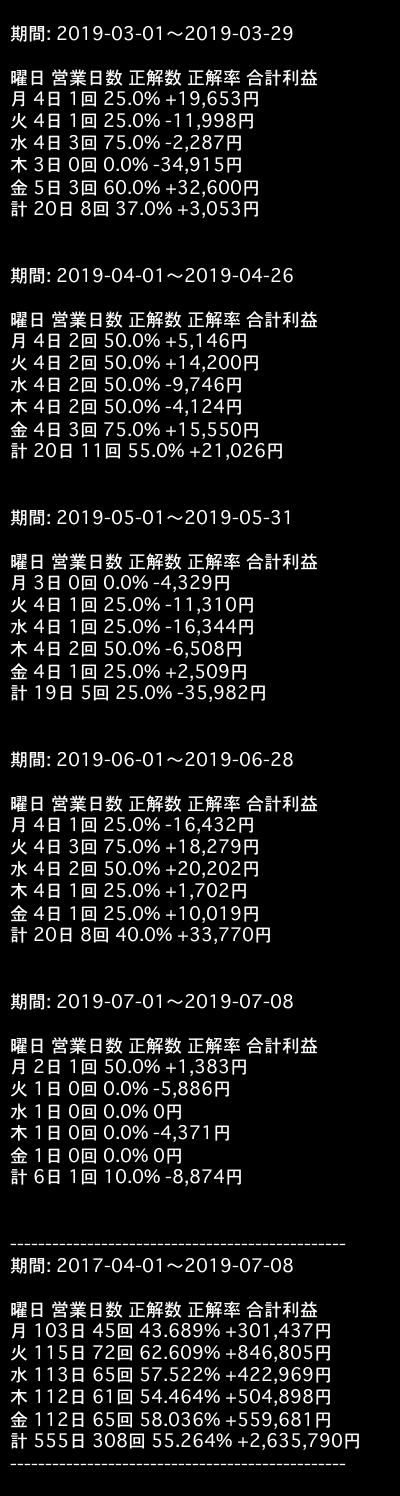 期間: 2019-03-01～2019-03-29
曜日 営業日数 正解数 正解率 合計利益
月 4日 1回 25.0% +19,653円
火 4日 1回 25.0% -11,998円
水 4日 3回 75.0% -2,287円
木 3日 0回 0.0% -34,915円
金 5日 3回 60.0% +32,600円
計 20日 8回 37.0% +3,053円
期間: 2019-04-01～2019-04-26
曜日 営業日数 正解数 正解率 合計利益
月 4日 2回 50.0% +5,146円
火 4日 2回 50.0% +14,200円
水 4日 2回 50.0% -9,746円
木 4日 2回 50.0% -4,124円
金 4日 3回 75.0% +15,550円
計 20日 11回 55.0% +21,026円
期間: 2019-05-01～2019-05-31
曜日 営業日数 正解数 正解率 合計利益
月 3日 0回 0.0% -4,329円
火 4日 1回 25.0% -11,310円
水 4日 1回 25.0% -16,344円
木 4日 2回 50.0% -6,508円
金 4日 1回 25.0% +2,509円
計 19日 5回 25.0% -35,982円
期間: 2019-06-01～2019-06-28
曜日 営業日数 正解数 正解率 合計利益
月 4日 1回 25.0% -16,432円
火 4日 3回 75.0% +18,279円
水 4日 2回 50.0% +20,202円
木 4日 1回 25.0% +1,702円
金 4日 1回 25.0% +10,019円
計 20日 8回 40.0% +33,770円
期間: 2019-07-01～2019-07-08
曜日 営業日数 正解数 正解率 合計利益
月 2日 1回 50.0% +1,383円
火 1日 0回 0.0% -5,886円
水 1日 0回 0.0% 0円
木 1日 0回 0.0% -4,371円
金 1日 0回 0.0% 0円
計 6日 1回 10.0% -8,874円
------------------------------------------------
期間: 2017-04-01～2019-07-08
曜日 営業日数 正解数 正解率 合計利益
月 103日 45回 43.689% +301,437円
火 115日 72回 62.609% +846,805円
水 113日 65回 57.522% +422,969円
木 112日 61回 54.464% +504,898円
金 112日 65回 58.036% +559,681円
計 555日 308回 55.264% +2,635,790円
------------------------------------------------